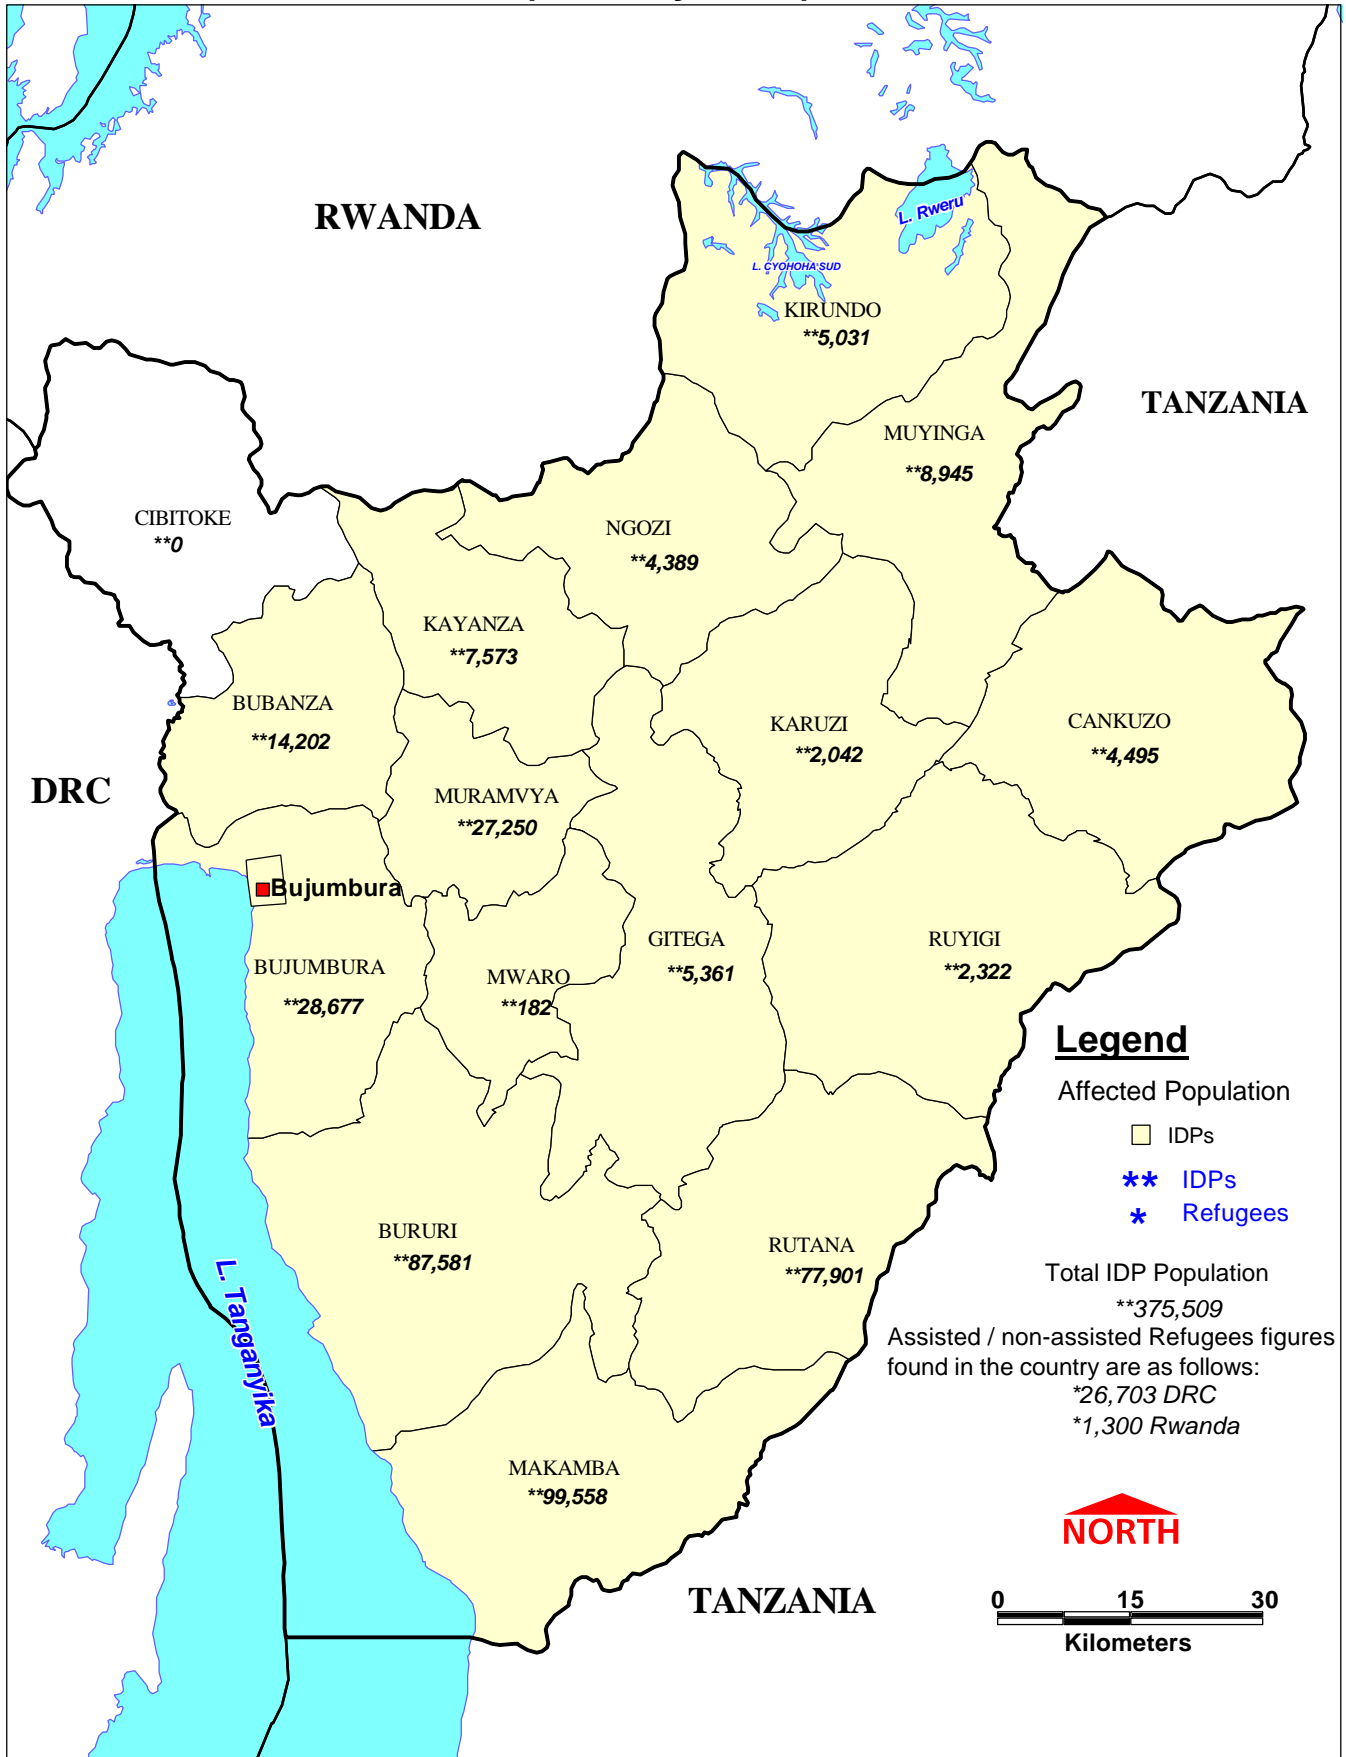 RWANDA
L. Rweru
L. CYOHOHA SUD
KIRUNDO
**5,031
TANZANIA
MUYINGA
**8,945
CIBITOKE
**0
NGOZI
**4,389
KAYANZA
**7,573
BUBANZA
**14,202
KARUZI
**2,042
CANKUZO
**4,495
DRC
MURAMVYA
**27,250
Bujumbura
GITEGA
**5,361
RUYIGI
**2,322
BUJUMBURA
**28,677
MWARO
**182
Legend
Affected Population
IDPs
** IDPs
* Refugees
BURURI
**87,581
RUTANA
**77,901
Total IDP Population
**375,509
Assisted / non-assisted Refugees figures
found in the country are as follows:
*26,703 DRC
*1,300 Rwanda
L. Tanganyika
MAKAMBA
**99,558
NORTH
TANZANIA
0 15 30
Kilometers